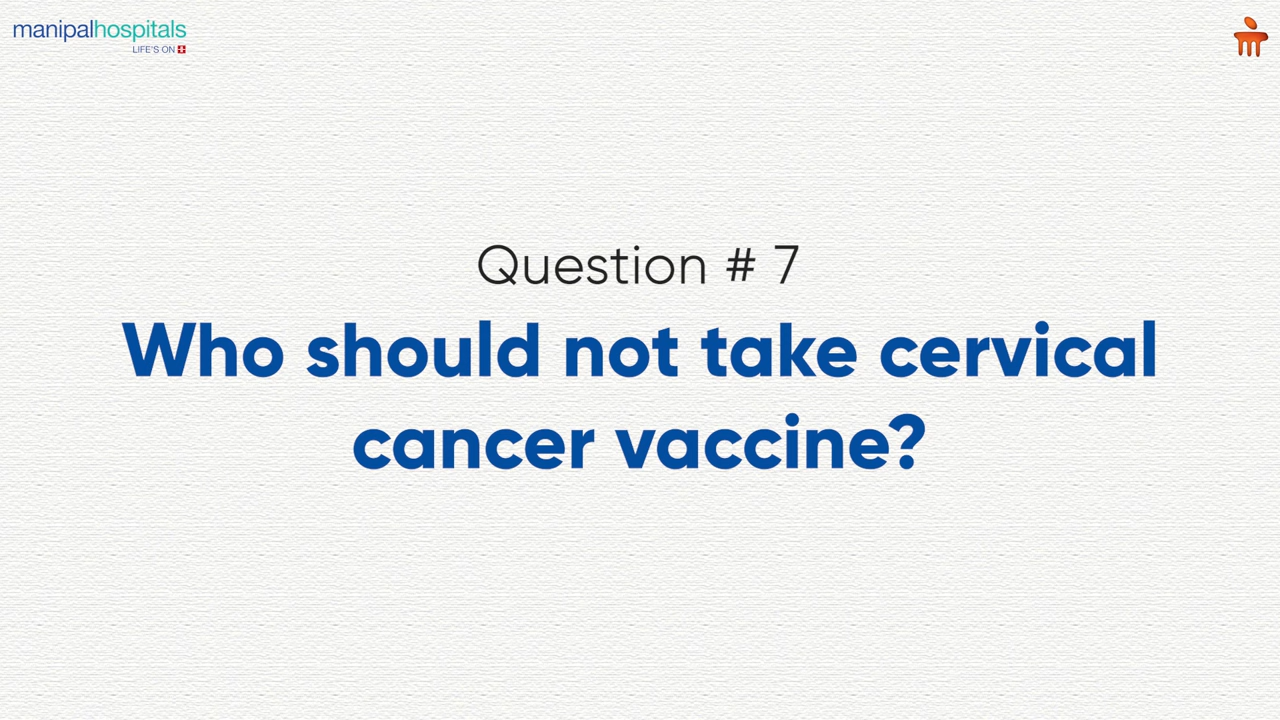 manipalhospitals
LIFE'S ON
Question # 7
Who should not take cervical
cancer vaccine?